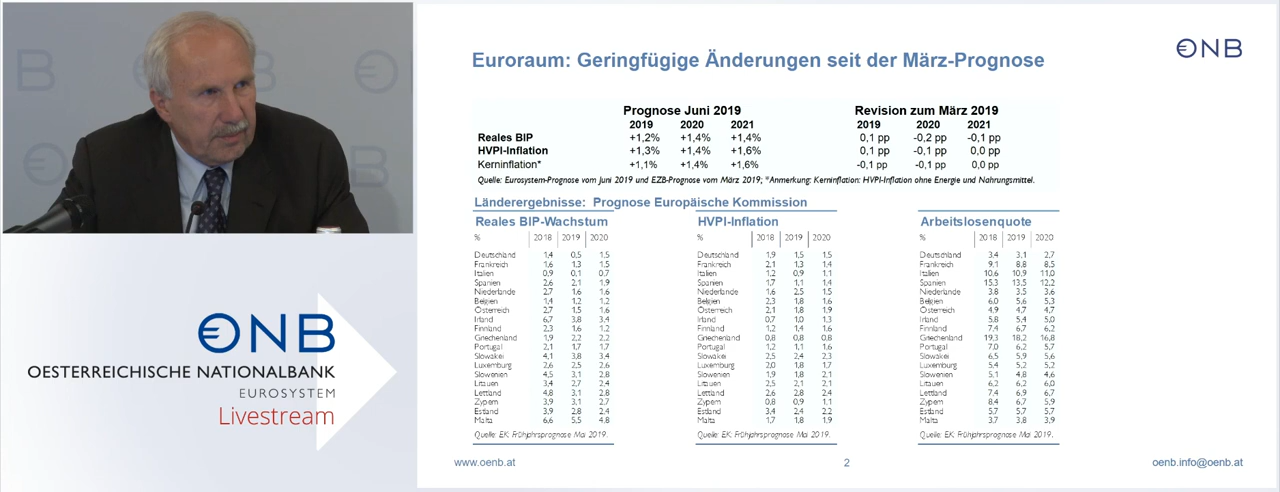 €NB
OESTERREICHISCHE NATIONALBANK
EUROSYSTEM
Livestream
€NB
Euroraum: Geringfügige Änderungen seit der März-Prognose
Prognose Juni 2019 Revision zum März 2019
2019 2020 2021 2019 2020 2021
Reales BIP +1,2% +1,4% +1,4% 0,1 pp -0,2 pp -0,1 pp
HVPI-Inflation +1,3% +1,4% +1,6% 0,1 pp -0,1 pp 0,0 pp
Kerninflation* +1,1% +1,4% +1,6% -0,1 pp -0,1 pp 0,0 pp
Quelle: Eurosystem-Prognose vom Juni 2019 und EZB-Prognose vom März 2019; *Anmerkung: Kerninflation: HVPI-Inflation ohne Energie und Nahrungsmittel.
Länderergebnisse: Prognose Europäische Kommission
Reales BIP-Wachstum HVPI-Inflation Arbeitslosenquote
% 2018 2019 2020 % 2018 2019 2020 % 2018 2019 2020
Deutschland 1,4 0,5 1,5 Deutschland 1,9 1,5 1,5 Deutschland 3.4 3.1 2.7
Frankreich 1,6 1,3 1,5 Frankreich 2,1 1,3 1,4 Frankreich 9.1 8.8 8,5
Italien 0,9 0,1 0,7 Italien 1,2 0,9 1,1 Italien 10.6 10,9 11,0
Spanien 2,6 2,1 1,9 Spanien 1,7 1,1 1,4 Spanien 15.3 13,5 12,2
Niederlande 2,7 1,6 1,6 Niederlande 1,6 2,5 1,5 Niederlande 3.8 3,5 3,6
Belgien 1,4 1,2 1,2 Belgien 2,3 1,8 1,6 Belgien 6.0 5,6 5,3
Österreich 2,7 1,5 1,6 Österreich 2,1 1,8 1,9 Österreich 4,9 4,7 4,7
Irland 6,7 3,8 3,4 Irland 0,7 1,0 1,3 Irland 5.8 5,4 5,0
Finnland 2,3 1,6 1,2 Finnland 1,2 1,4 1,6 Finnland 7,4 6,7 6,2
Griechenland 1,9 2,2 2,2 Griechenland 0,8 0,8 0,8 Griechenland 19.3 18,2 16,8
Portugal 2,1 1,7 1,7 Portugal 1,2 1,1 1,6 Portugal 7,0 6,2 5,7
Slowakei 4,1 3,8 3,4 Slowakei 2,5 2,4 2,3 Slowakei 6,5 5,9 5,6
Luxemburg 2,6 2,5 2,6 Luxemburg 2,0 1,8 1,7 Luxemburg 5,4 5,2 5,2
Slowenien 4,5 3,1 2,8 Slowenien 1,9 1,8 2,1 Slowenien 5,1 4,8 4,6
Litauen 3,4 2,7 2,4 Litauen 2,5 2,1 2,1 Litauen 6,2 6,2 6,0
Lettland 4,8 3,1 2,8 Lettland 2,6 2,8 2,4 Lettland 7,4 6,9 6,7
Zypern 3,9 3,1 2,7 Zypern 0,8 0,9 1,1 Zypern 8,4 6,7 5,9
Estland 3,9 2,8 2,4 Estland 3,4 2,4 2,2 Estland 5,7 5,7 5,7
Malta 6,6 5,5 4,8 Malta 1,7 1,8 1,9 Malta 3,7 3,8 3,9
Quelle: EK: Frühjahrsprognose Mai 2019. Quelle: EK: Frühjahrsprognose Mai 2019. Quelle: EK: Frühjahrsprognose Mai 2019.
www.oenb.at 2 oenb.info@oenb.at